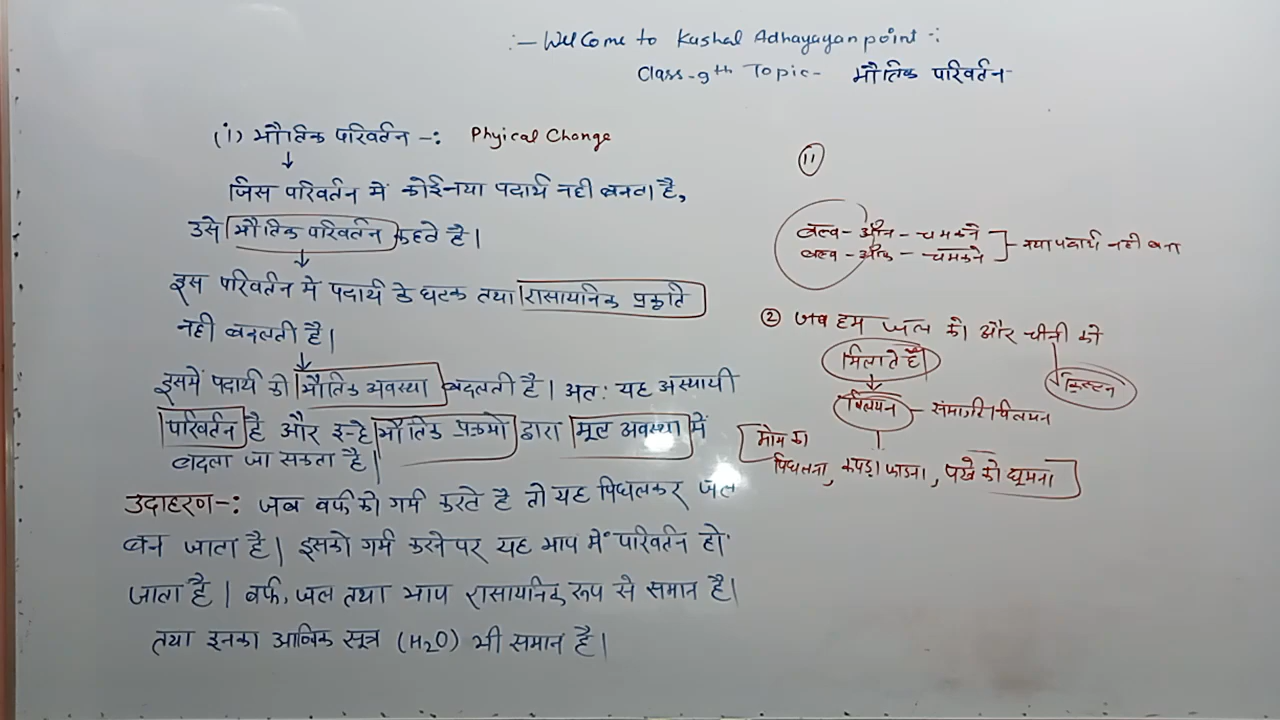 :- Welcome to Kushal Adhayayan point -:
Class-9th Topic- भौतिक परिवर्तन
(i) भौतिक परिवर्तन -: Phyical Change
जिस परिवर्तन में कोई नया पदार्थ नही बनता है,
उसे भौतिक परिवर्तन कहते है।
इस परिवर्तन में पदार्थ के घटक तथा रासायनिक प्रकृति
नही बदलती है।
इसमें पदार्थ की भौतिक अवस्था बदलती है। अतः यह अस्थायी
परिवर्तन है और इन्हे भौतिक प्रक्रमो द्वारा मूल अवस्था में
बदला जा सकता है।
उदाहरण-: जब बर्फ को गर्म करते है तो यह पिघलकर जल
बन जाता है। इसको गर्म करने पर यह भाप में परिवर्तन हो
जाता है। बर्फ, जल तथा भाप रासायनिक रूप से समान है।
तथा इनका आण्विक सूत्र (H2O) भी समान है।
(11)
बल्ब - ऑन - चमकने
बल्ब - ऑफ - चमकने
नया पदार्थ नही बना
② जब हम जल को और चीनी को
मिलाते है।
विलयन - समांगी विलयन
मोम का
पिघलना, कपड़ा फाडना, पंखे को घूमना